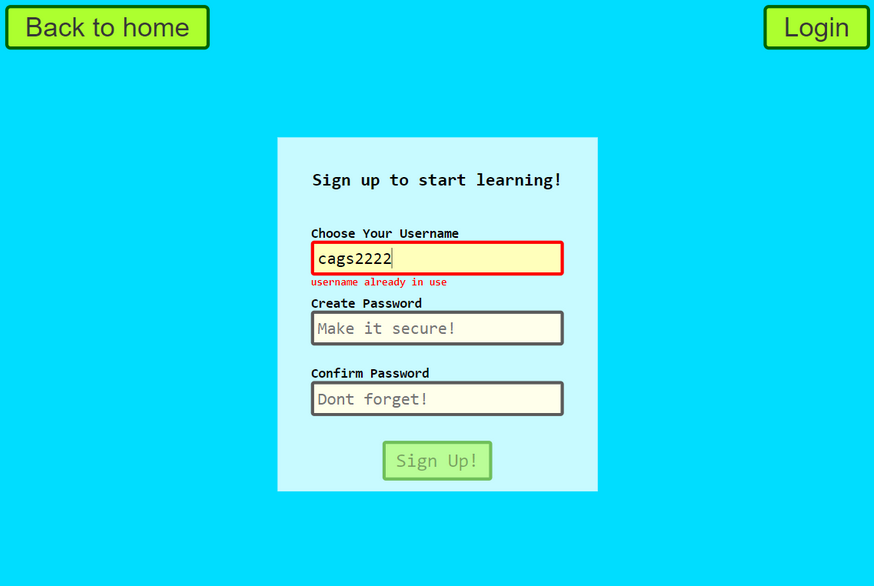 Back to home
Login
Sign up to start learning!
Choose Your Username
cags2222
username already in use
Create Password
Make it secure!
Confirm Password
Dont forget!
Sign Up!